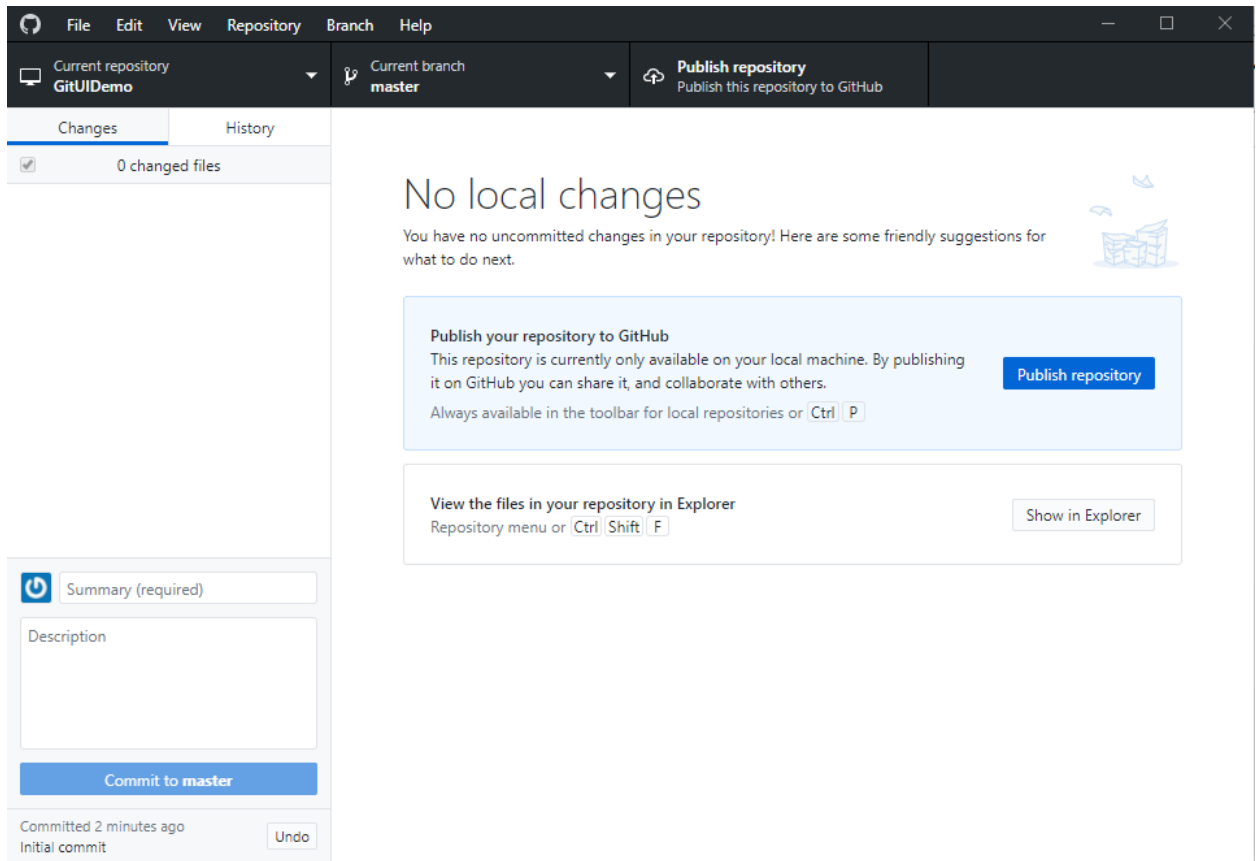 File Edit View Repository Branch Help
Current repository
GitUIDemo
Current branch
master
Publish repository
Publish this repository to GitHub
Changes History
0 changed files
No local changes
You have no uncommitted changes in your repository! Here are some friendly suggestions for
what to do next.
Publish your repository to GitHub
This repository is currently only available on your local machine. By publishing
it on GitHub you can share it, and collaborate with others.
Always available in the toolbar for local repositories or Ctrl P
Publish repository
View the files in your repository in Explorer
Repository menu or Ctrl Shift F
Show in Explorer
Summary (required)
Description
Commit to master
Committed 2 minutes ago
Initial commit
Undo